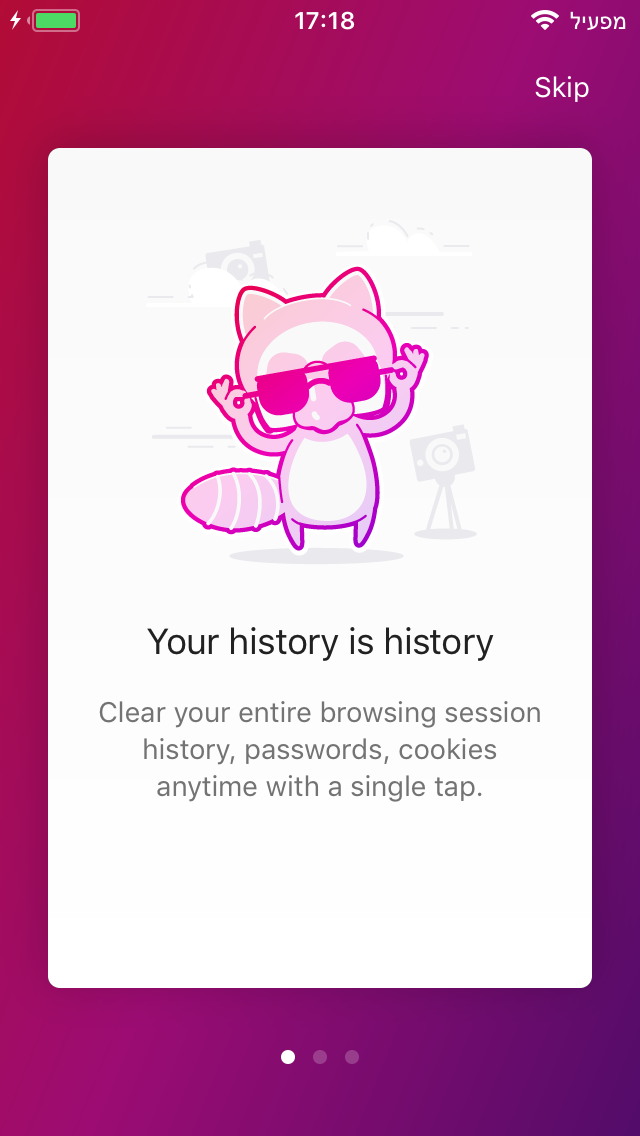 17:18
מפעיל
Skip
Your history is history
Clear your entire browsing session
history, passwords, cookies
anytime with a single tap.